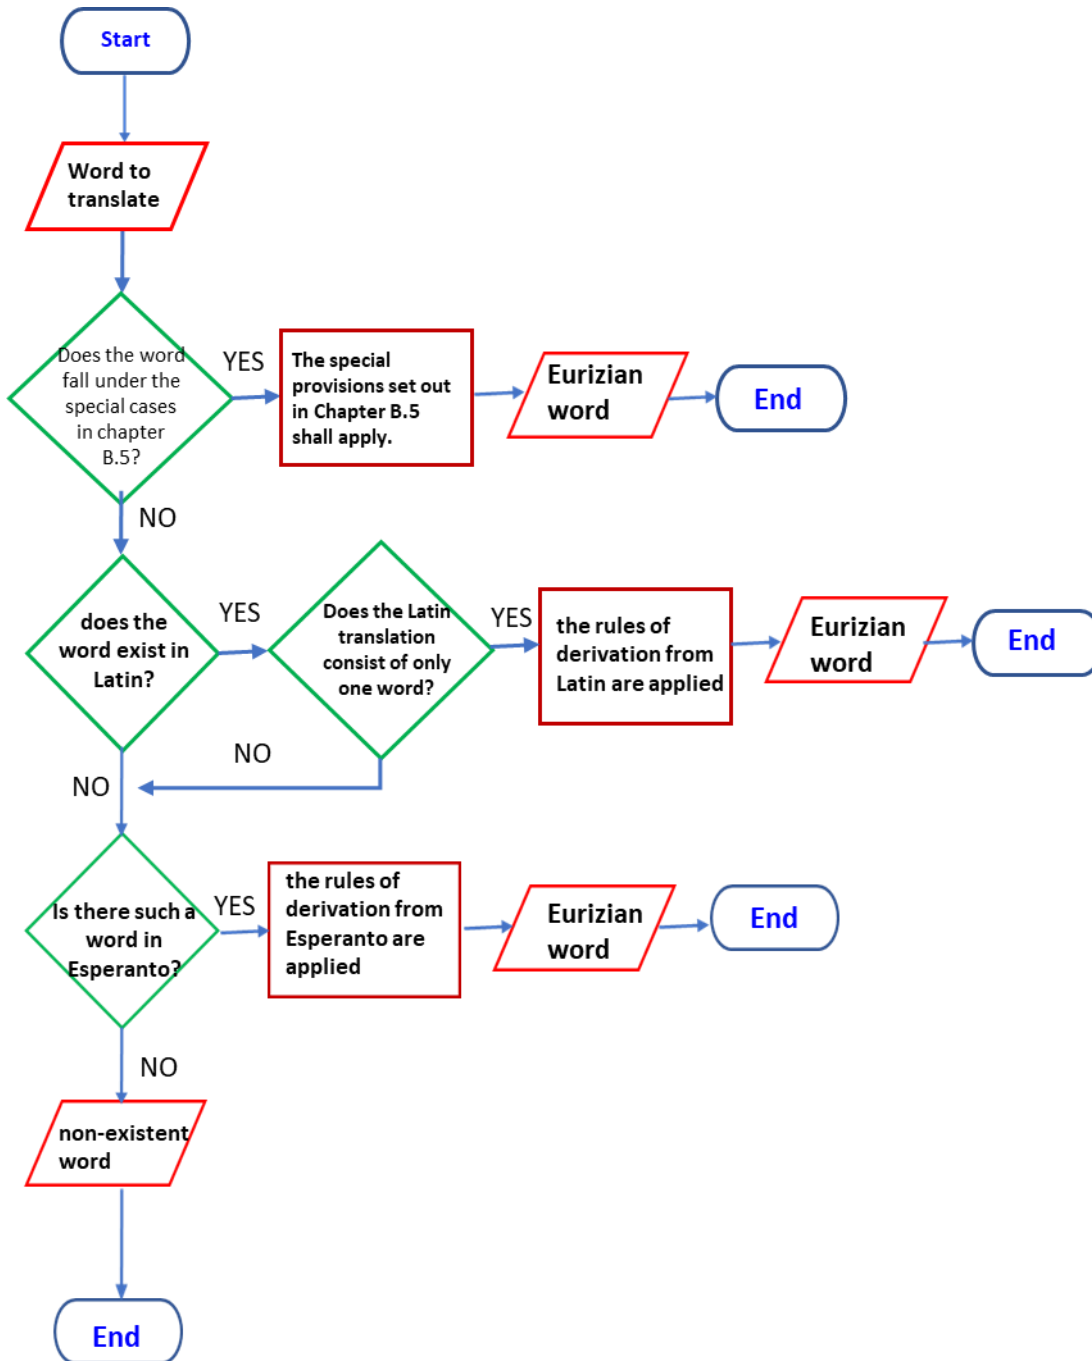 Start
Word to
translate
Does the word
fall under the
special cases
in chapter
B.5?
YES
The special
provisions set out
in Chapter B.5
shall apply.
Eurizian
word
End
NO
does the
word exist in
Latin?
YES
Does the Latin
translation
consist of only
one word?
YES
the rules of
derivation from
Latin are applied
Eurizian
word
End
NO
NO
Is there such a
word in
Esperanto?
YES
the rules of
derivation from
Esperanto are
applied
Eurizian
word
End
NO
non-existent
word
End